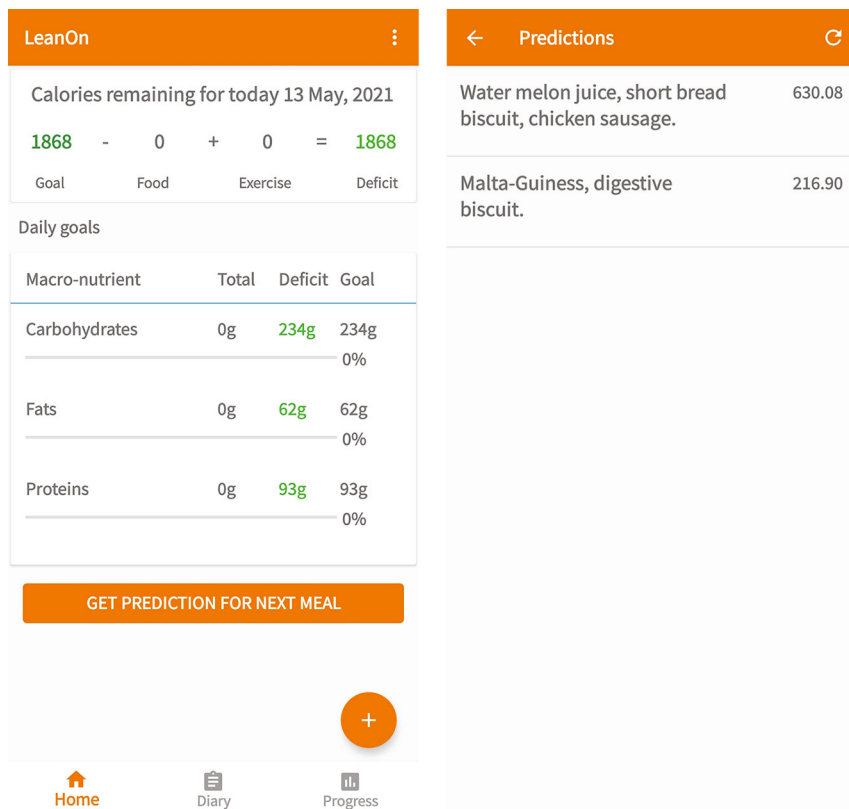 LeanOn
Calories remaining for today 13 May, 2021
1868 - 0 + 0 = 1868
Goal Food Exercise Deficit
Daily goals
Macro-nutrient Total Deficit Goal
Carbohydrates 0g 234g 234g
0%
Fats 0g 62g 62g
0%
Proteins 0g 93g 93g
0%
GET PREDICTION FOR NEXT MEAL
+
Home Diary Progress
Predictions
Water melon juice, short bread 630.08
biscuit, chicken sausage.
Malta-Guiness, digestive 216.90
biscuit.